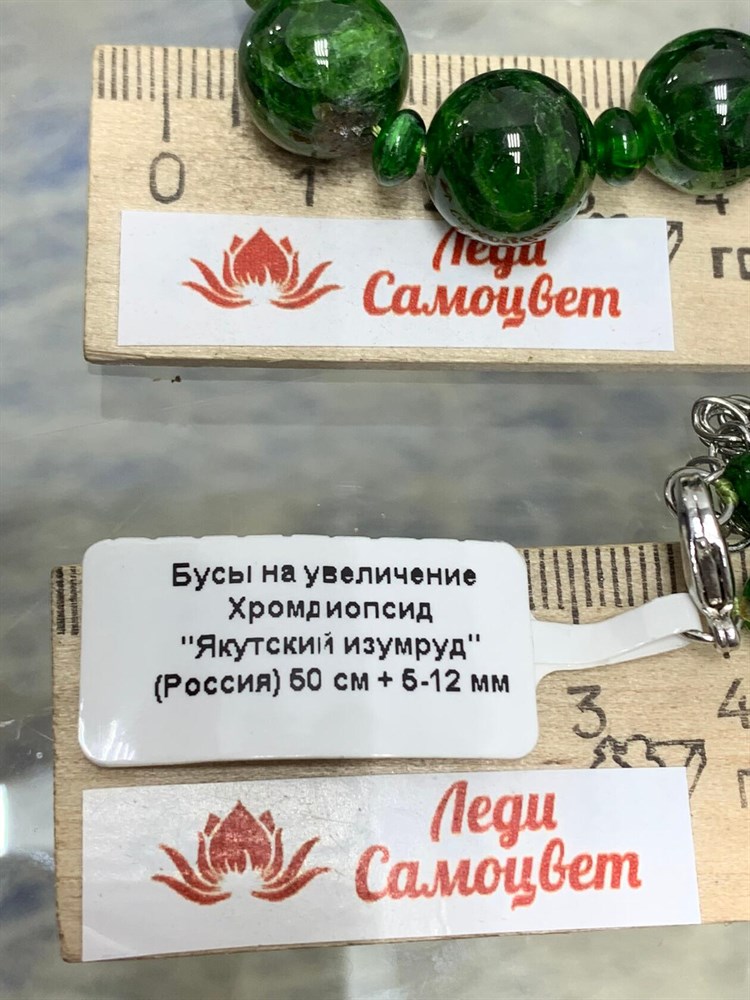 0 1 4
го
Леди
Самоцвет
Бусы на увеличение
Хромдиопсид
"Якутский изумруд"
(Россия) 50 см + 5-12 мм
3 4
Леди
Самоцвет